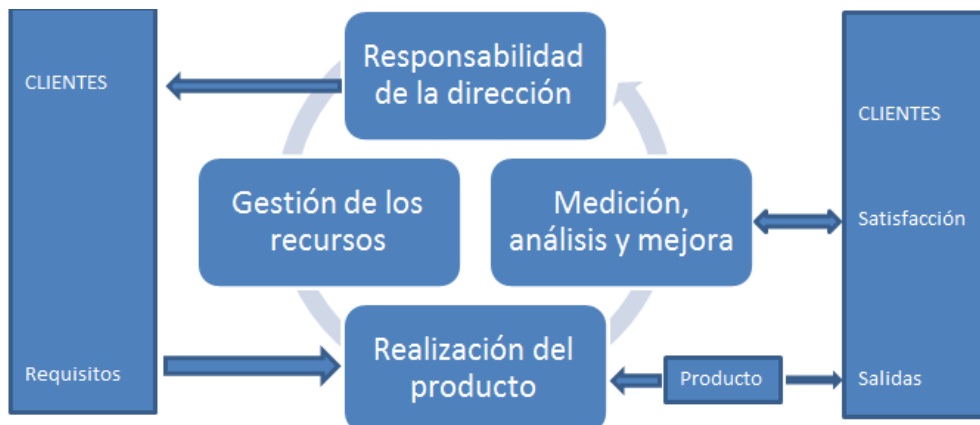 CLIENTES
Requisitos
Responsabilidad
de la dirección
Gestión de los
recursos
Medición,
análisis y mejora
Realización del
producto
Producto
CLIENTES
Satisfacción
Salidas